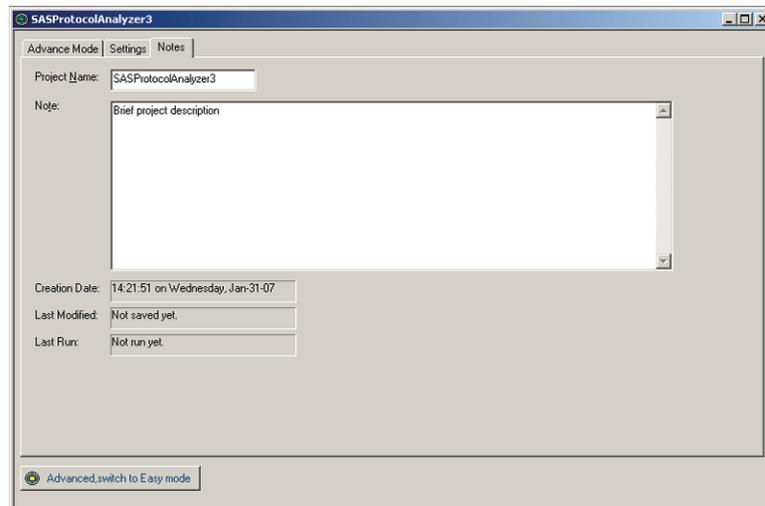 SASProtocolAnalyzer3
Advance Mode Settings Notes
Project Name: SASProtocolAnalyzer3
Note: Brief project description
Creation Date: 14:21:51 on Wednesday, Jan-31-07
Last Modified: Not saved yet.
Last Run: Not run yet.
Advanced,switch to Easy mode